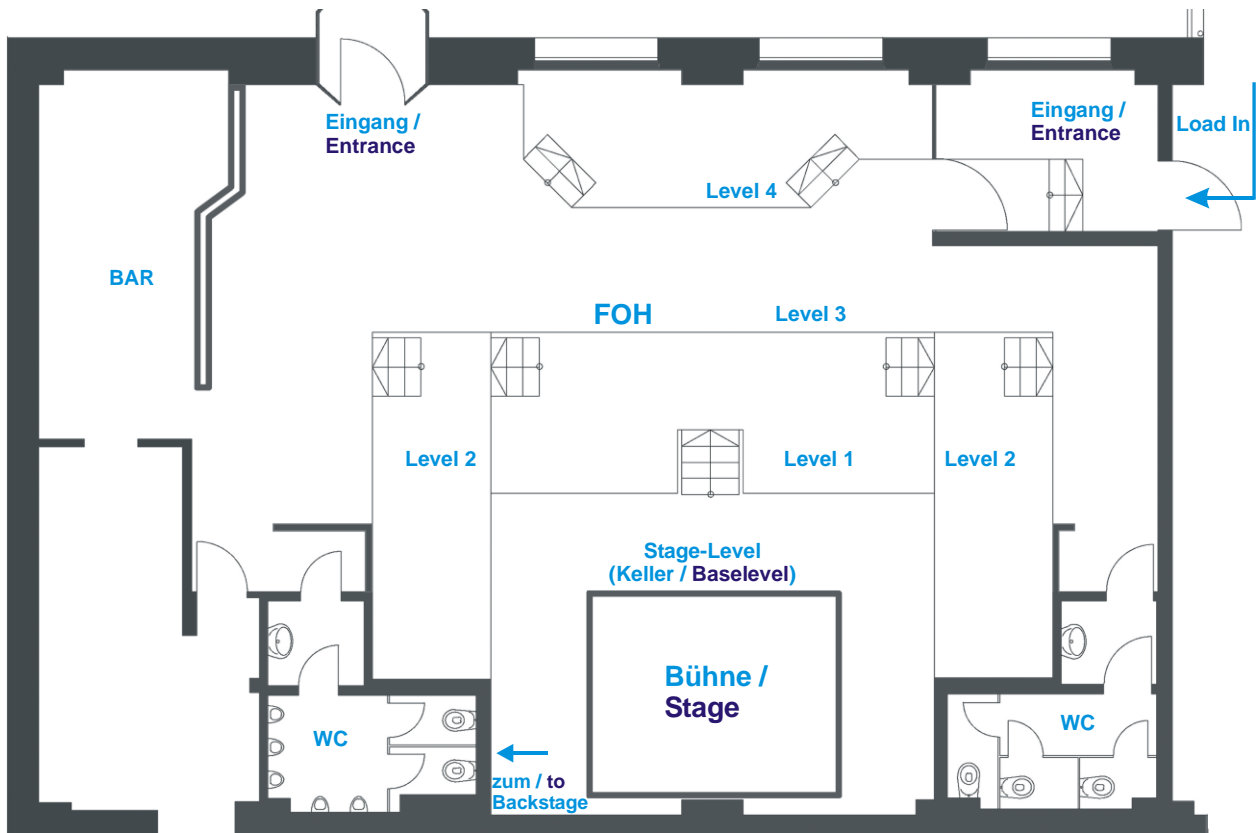 Eingang /
Entrance
Eingang /
Entrance
Load In
Level 4
BAR
FOH
Level 3
Level 2
Level 1
Level 2
Stage-Level
(Keller / Baselevel)
Bühne /
Stage
WC
WC
zum / to
Backstage